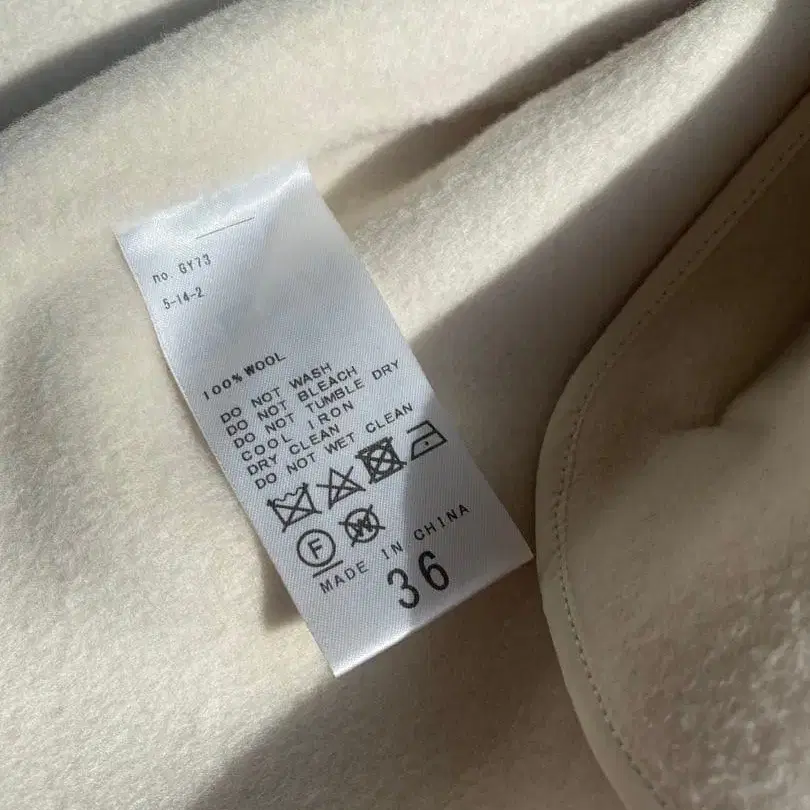 no. GY73
5-14-2
100% WOOL
DO NOT WASH
DO NOT BLEACH
DO NOT TUMBLE DRY
COOL IRON
DRY CLEAN
DO NOT WET CLEAN
F W
MADE IN CHINA
36